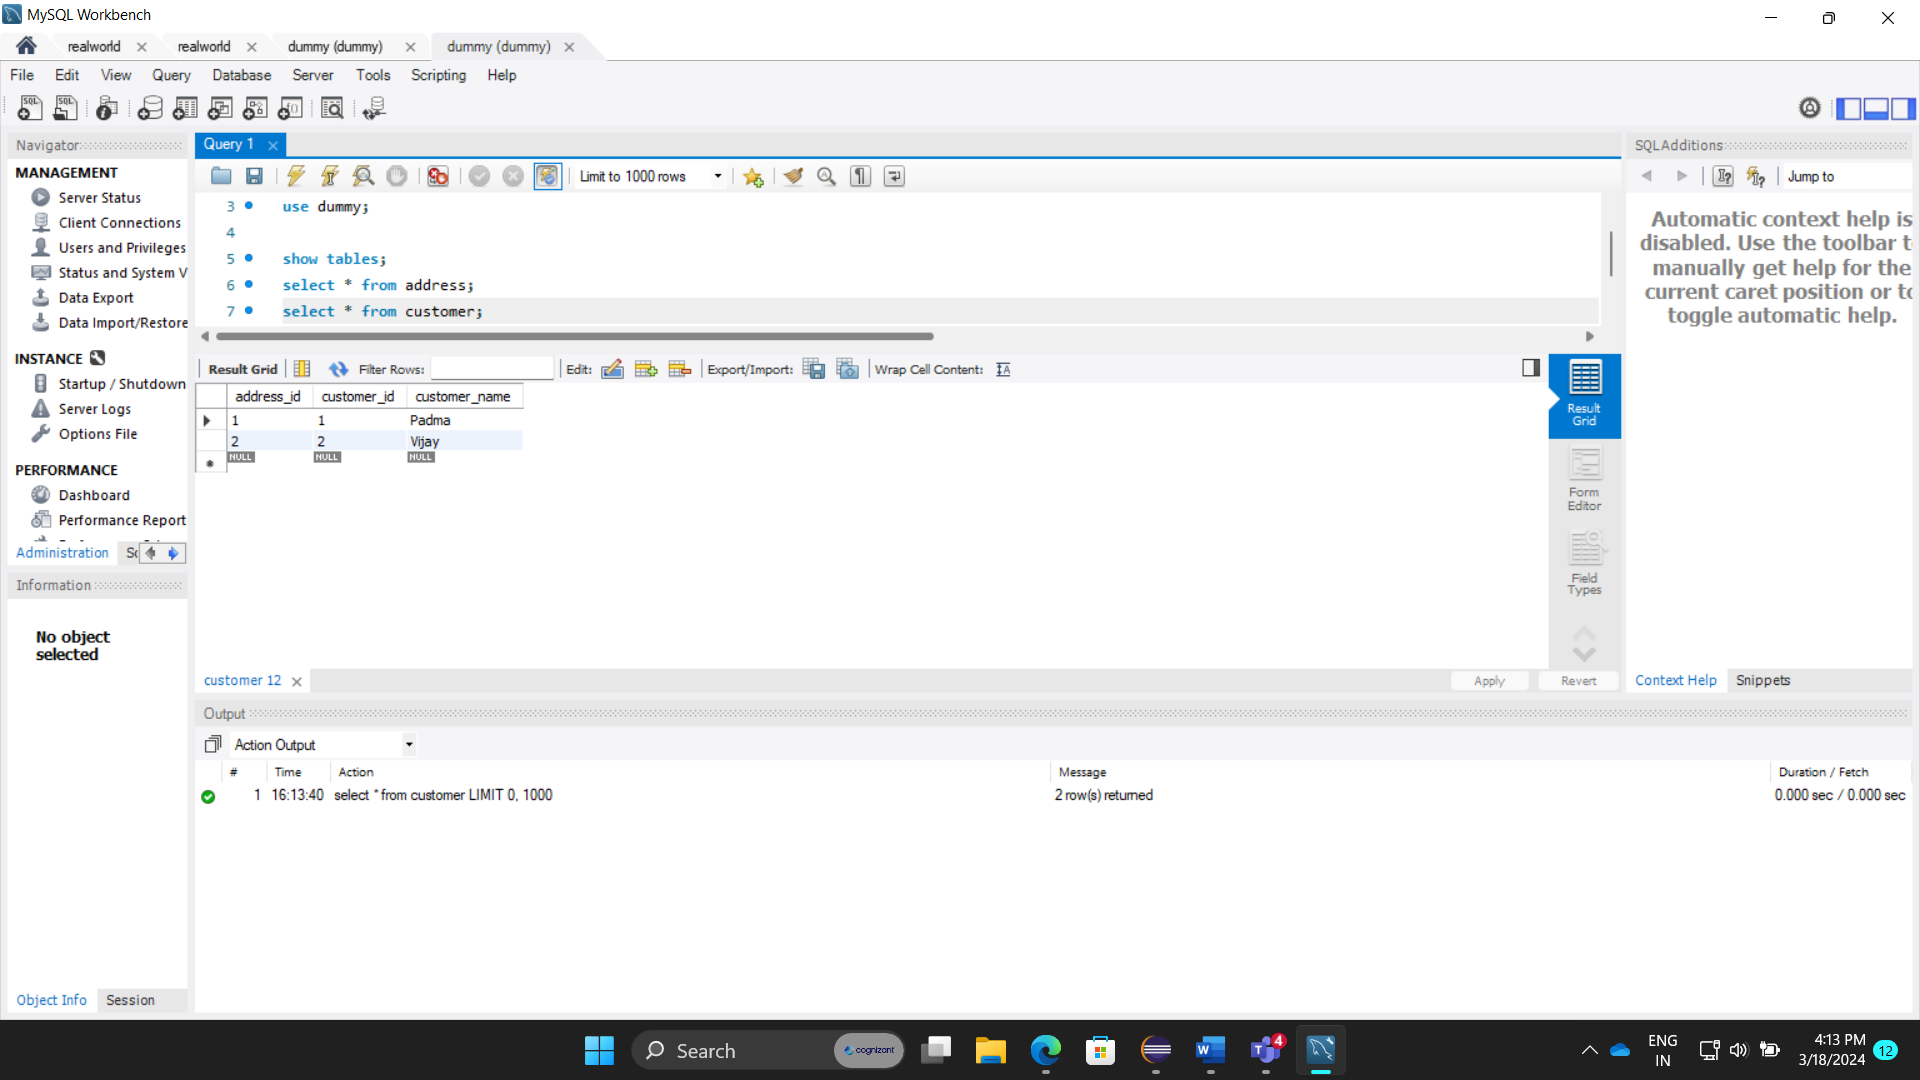 MySQL Workbench
realworld
realworld
dummy (dummy)
dummy (dummy)
File Edit View Query Database Server Tools Scripting Help
Navigator
MANAGEMENT
Server Status
Client Connections
Users and Privileges
Status and System V
Data Export
Data Import/Restore
INSTANCE
Startup / Shutdown
Server Logs
Options File
PERFORMANCE
Dashboard
Performance Report
Administration
Information
No object
selected
Object Info Session
Query 1
Limit to 1000 rows
3 use dummy;
4
5 show tables;
6 select * from address;
7 select * from customer;
Result Grid Filter Rows: Edit: Export/Import: Wrap Cell Content:
address_id customer_id customer_name
1 1 Padma
2 2 Vijay
NULL NULL NULL
Result
Grid
Form
Editor
Field
Types
customer 12
Apply Revert
SQLAdditions
Jump to
Automatic context help is
disabled. Use the toolbar t
manually get help for the
current caret position or to
toggle automatic help.
Context Help Snippets
Output
Action Output
# Time Action Message Duration / Fetch
1 16:13:40 select * from customer LIMIT 0, 1000 2 row(s) returned 0.000 sec / 0.000 sec
Search
cognizant
4
ENG
IN
4:13 PM
3/18/2024
12